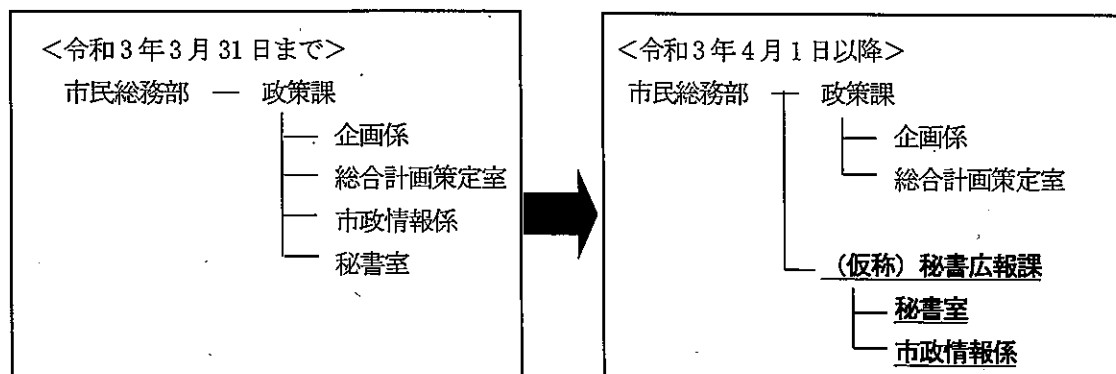 ＜令和３年３月31日まで＞
市民総務部 ― 政策課
企画係
総合計画策定室
市政情報係
秘書室
＜令和３年４月１日以降＞
市民総務部 ― 政策課
企画係
総合計画策定室
（仮称）秘書広報課
秘書室
市政情報係